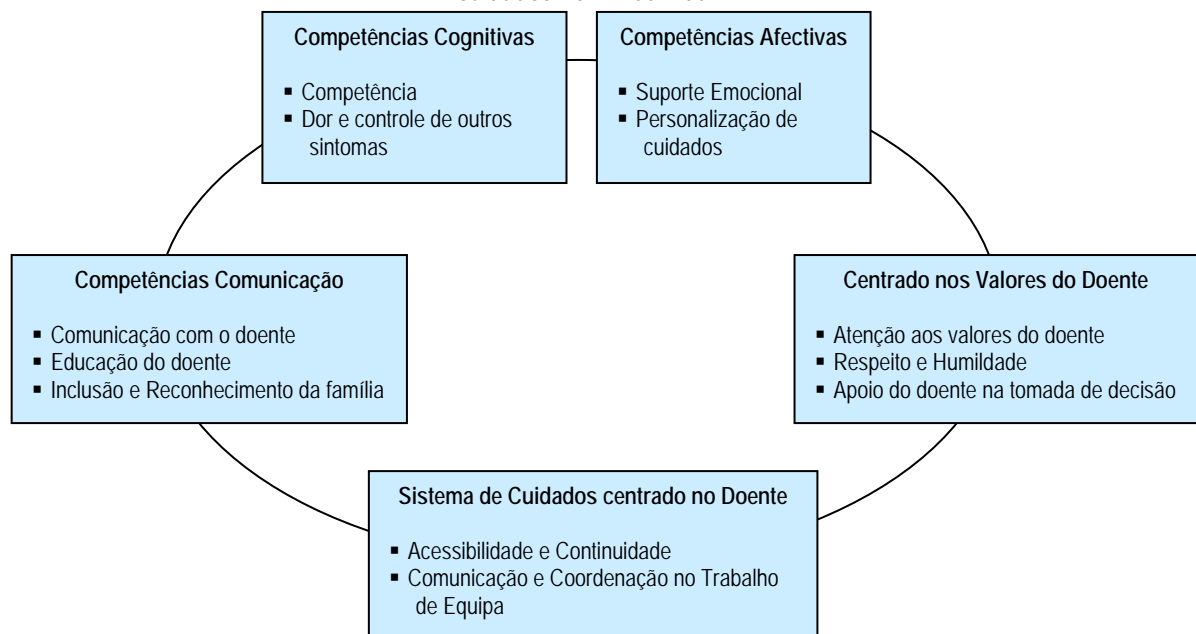 Competências Cognitivas
▪ Competência
▪ Dor e controle de outros
sintomas
Competências Afectivas
▪ Suporte Emocional
▪ Personalização de
cuidados
Competências Comunicação
▪ Comunicação com o doente
▪ Educação do doente
▪ Inclusão e Reconhecimento da família
Centrado nos Valores do Doente
▪ Atenção aos valores do doente
▪ Respeito e Humildade
▪ Apoio do doente na tomada de decisão
Sistema de Cuidados centrado no Doente
▪ Acessibilidade e Continuidade
▪ Comunicação e Coordenação no Trabalho
de Equipa